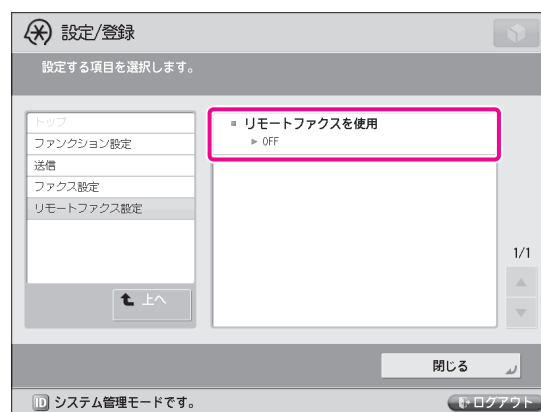 設定/登録
設定する項目を選択します。
トップ
ファンクション設定
送信
ファクス設定
リモートファクス設定
上へ
リモートファクスを使用
OFF
1/1
閉じる
ID システム管理モードです。
ログアウト